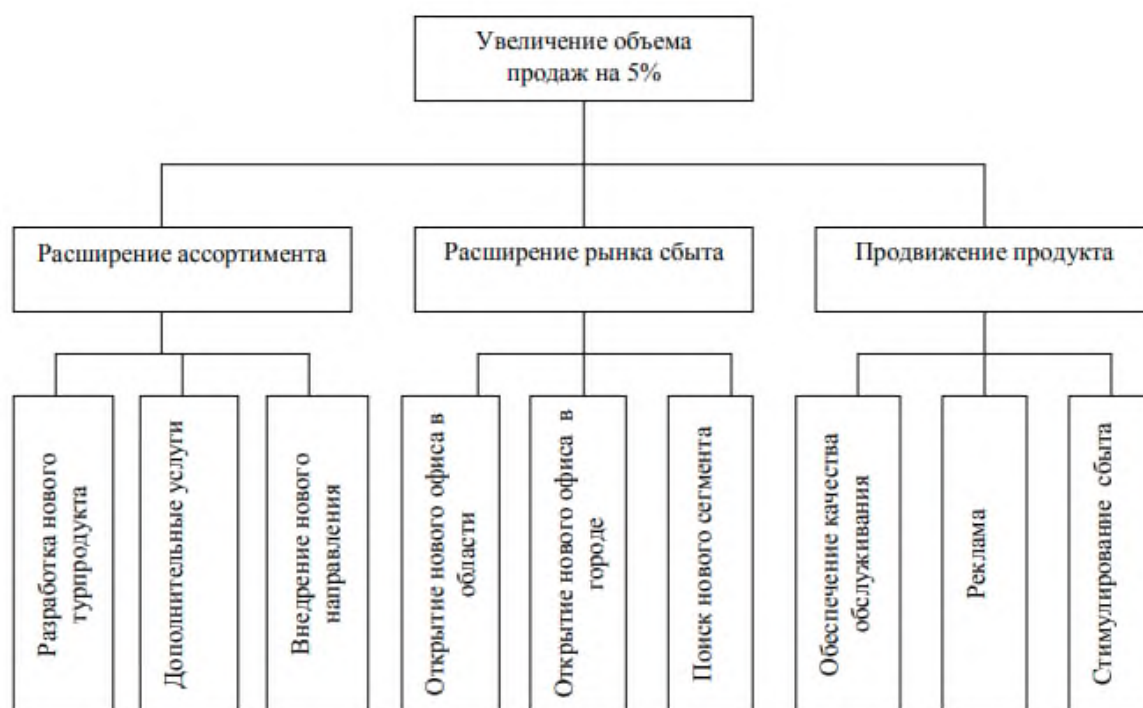 Увеличение объема
продаж на 5%
Расширение ассортимента
Расширение рынка сбыта
Продвижение продукта
Разработка нового
турпродукта
Дополнительные услуги
Внедрение нового
направления
Открытие нового офиса в
области
Открытие нового офиса в
городе
Поиск нового сегмента
Обеспечение качества
обслуживания
Реклама
Стимулирование сбыта